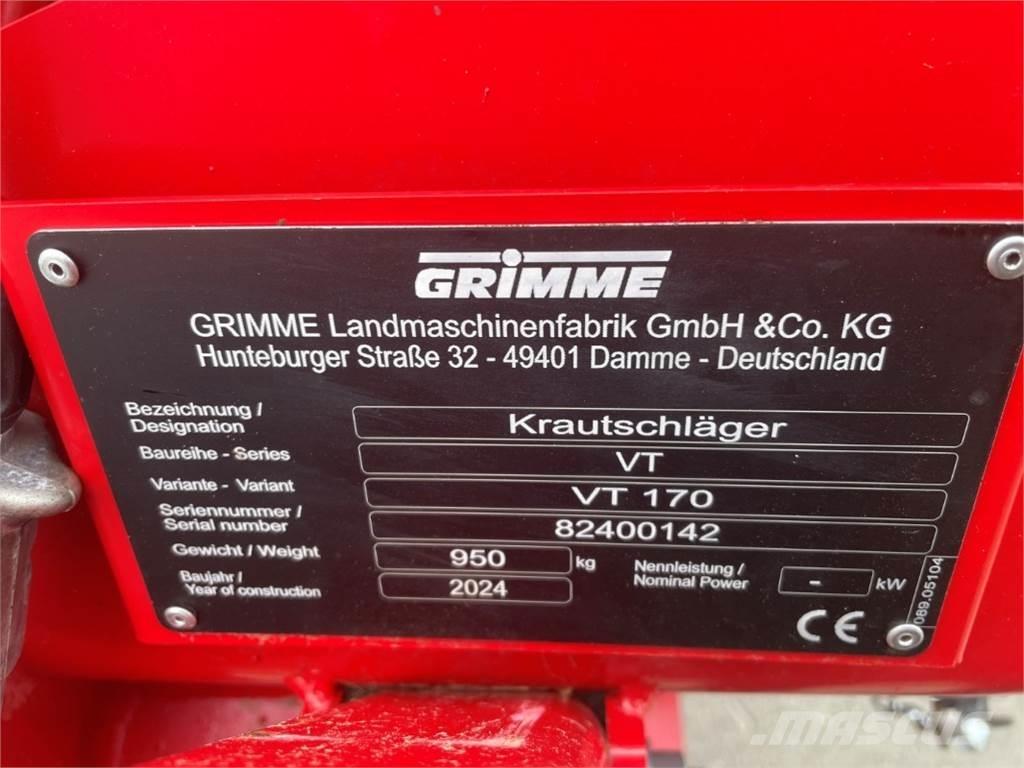 GRIMME
GRIMME Landmaschinenfabrik GmbH &Co. KG
Hunteburger Straße 32 - 49401 Damme - Deutschland
Bezeichnung /
Designation
Krautschläger
Baureihe - Series
VT
Variante - Variant
VT 170
Seriennummer /
Serial number
82400142
Gewicht / Weight
950
kg
Nennleistung /
Nominal Power
-
kW
Baujahr /
Year of construction
2024
CE
089.05104
MASCUS